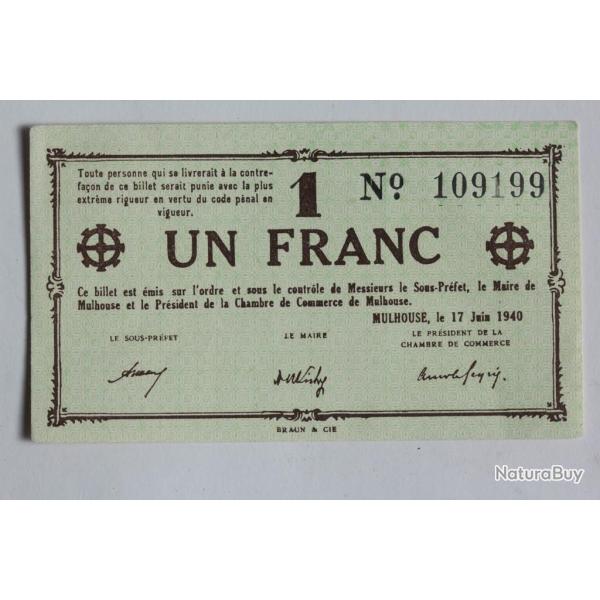 Toute personne qui se livrerait à la contre-
façon de ce billet serait punie avec la plus
extrème rigueur en vertu du code pénal en
vigueur.
1
Nº 109199
UN FRANC
Ce billet est émis sur l'ordre et sous le contrôle de Messieurs le Sous-Préfet, le Maire de
Mulhouse et le Président de la Chambre de Commerce de Mulhouse.
MULHOUSE, le 17 Juin 1940
LE SOUS-PRÉFET
LE MAIRE
LE PRÉSIDENT DE LA
CHAMBRE DE COMMERCE
BRAUN & CIE
NaturaBuy